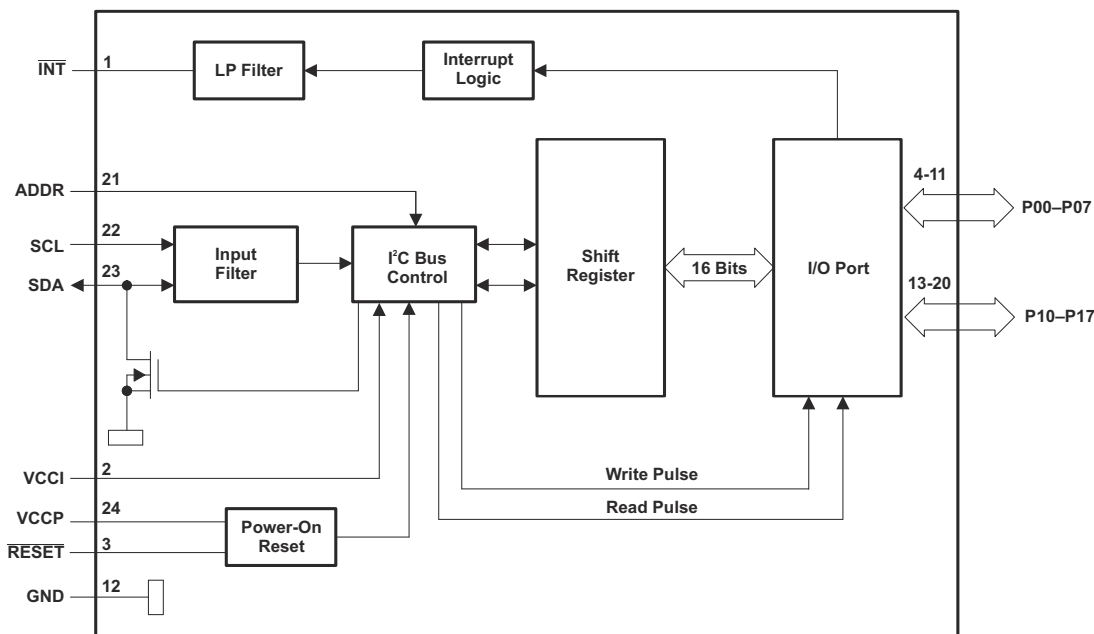 INT
1
LP Filter
Interrupt
Logic
ADDR
21
SCL
22
SDA
23
Input
Filter
I²C Bus
Control
Shift
Register
16 Bits
I/O Port
4-11
P00–P07
13-20
P10–P17
VCCI
2
VCCP
24
RESET
3
Power-On
Reset
GND
12
Write Pulse
Read Pulse